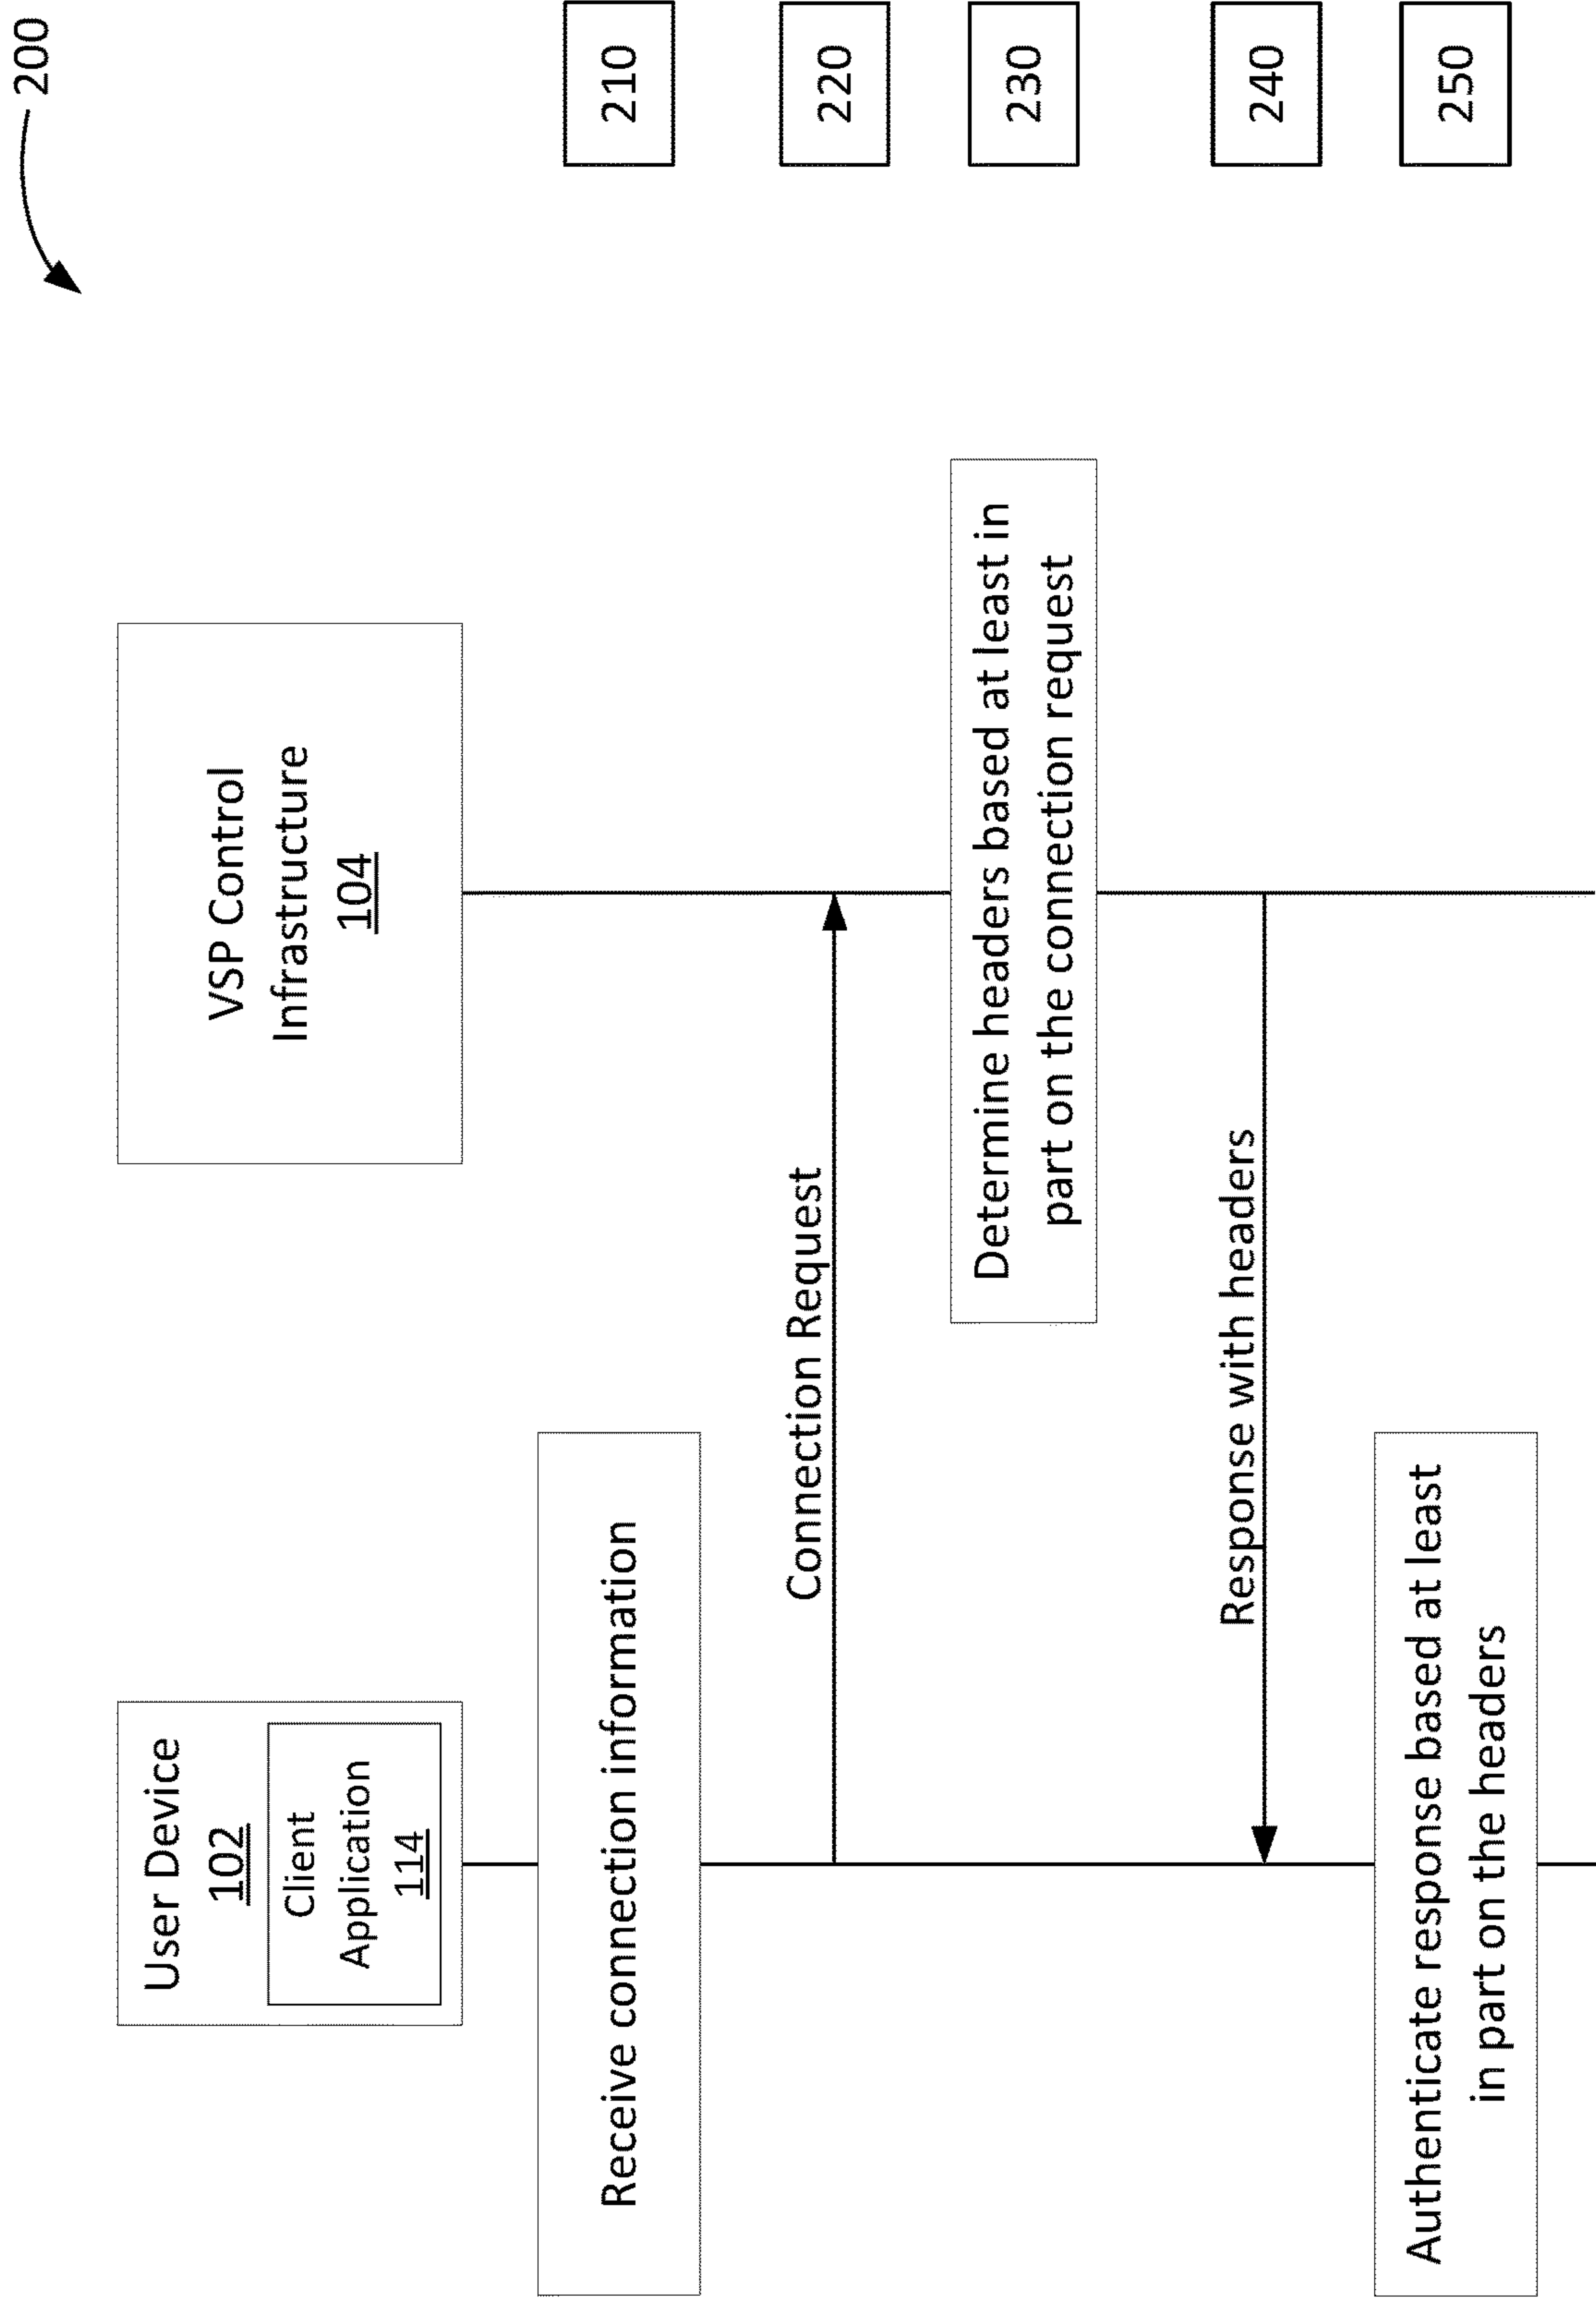 200
User Device
102
Client
Application
114
VSP Control
Infrastructure
104
Receive connection information
210
Connection Request
220
Determine headers based at least in
part on the connection request
230
Response with headers
240
Authenticate response based at least
in part on the headers
250